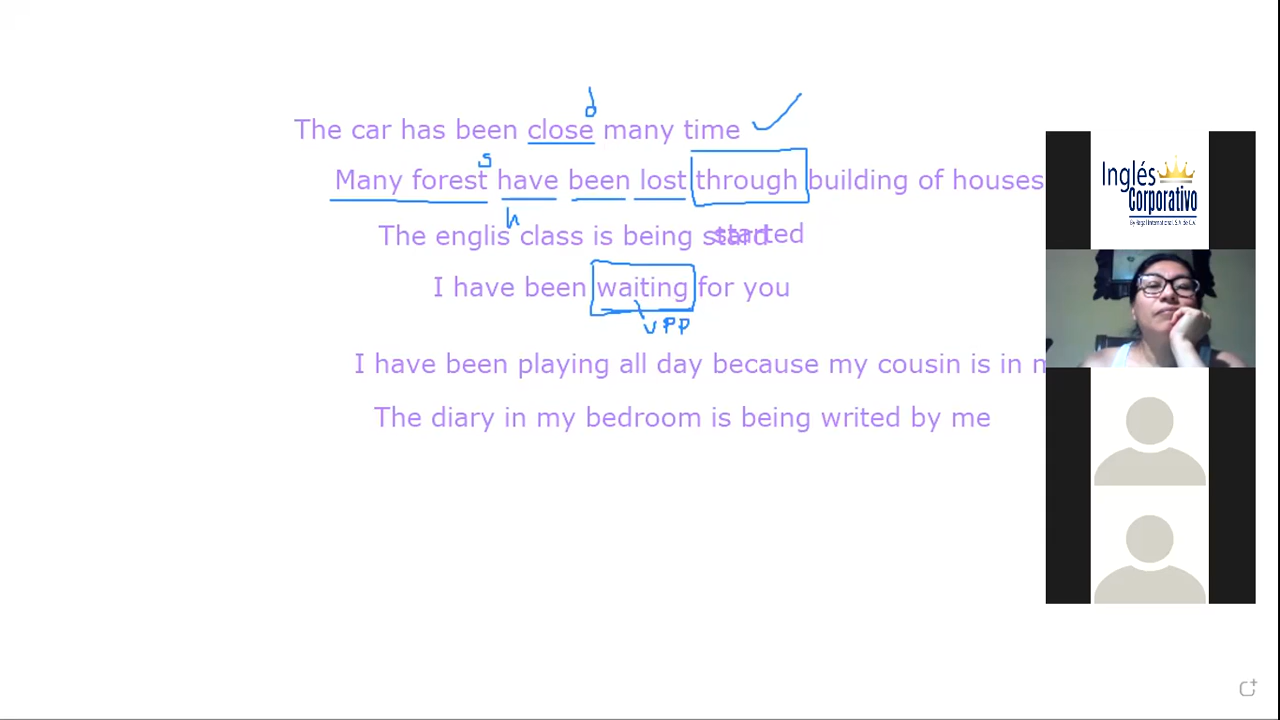 d
The car has been close many time
s
Many forest have been lost through building of houses
h
The englis class is being started
I have been waiting for you
VPP
I have been playing all day because my cousin is in
The diary in my bedroom is being writed by me
Inglés
Corporativo